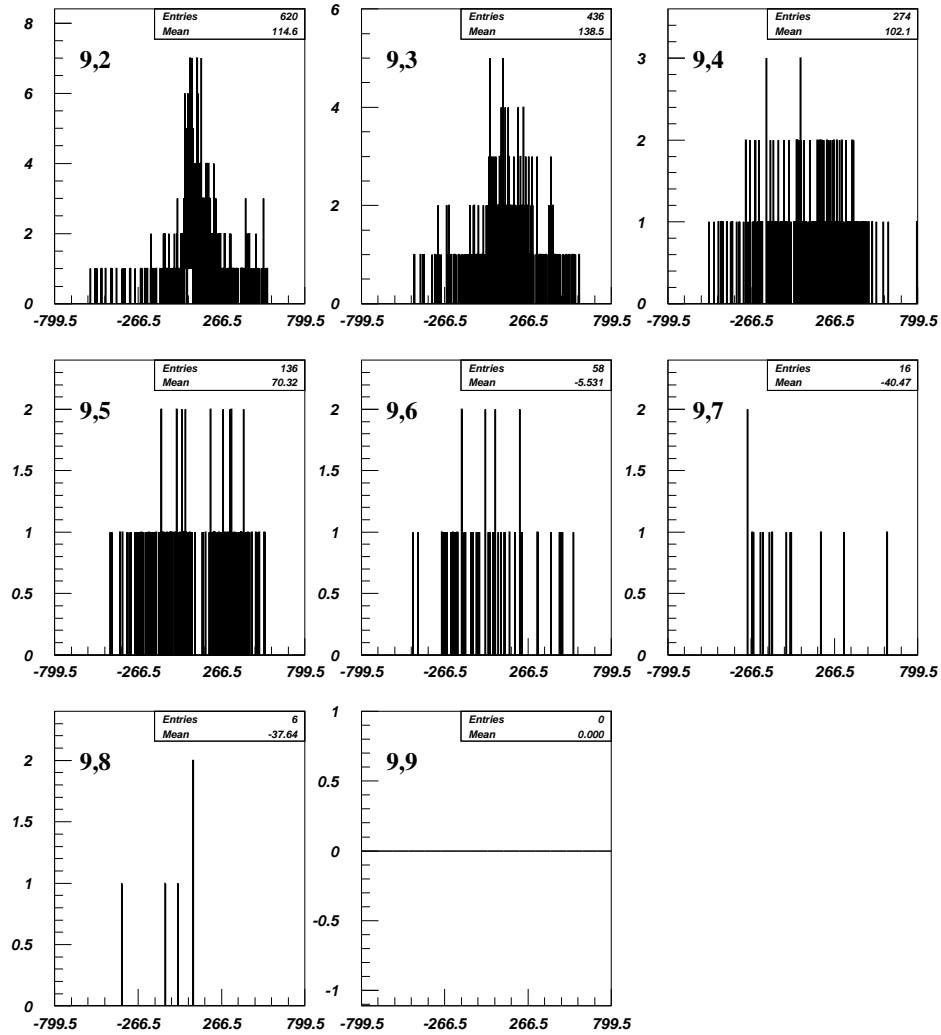 Entries 620
Mean 114.6
9,2
8
6
4
2
0
-799.5 -266.5 266.5 799.5
Entries 436
Mean 138.5
9,3
6
4
2
0
-799.5 -266.5 266.5 799.5
Entries 274
Mean 102.1
9,4
3
2
1
0
-799.5 -266.5 266.5 799.5
Entries 136
Mean 70.32
9,5
2
1.5
1
0.5
0
-799.5 -266.5 266.5 799.5
Entries 58
Mean -5.531
9,6
2
1.5
1
0.5
0
-799.5 -266.5 266.5 799.5
Entries 16
Mean -40.47
9,7
2
1.5
1
0.5
0
-799.5 -266.5 266.5 799.5
Entries 6
Mean -37.64
9,8
2
1.5
1
0.5
0
-799.5 -266.5 266.5 799.5
Entries 0
Mean 0.000
9,9
1
0.5
0
-0.5
-1
-799.5 -266.5 266.5 799.5